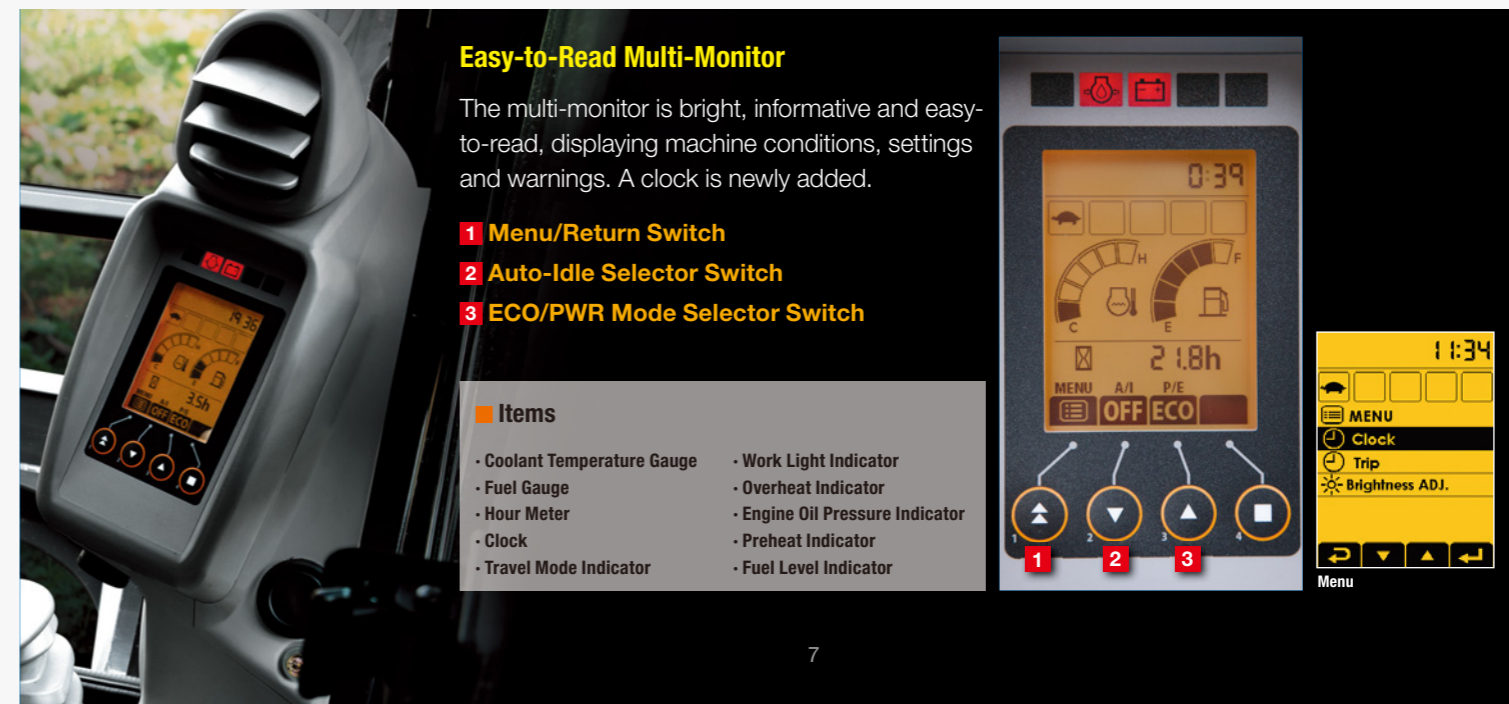 Easy-to-Read Multi-Monitor
The multi-monitor is bright, informative and easy-
to-read, displaying machine conditions, settings
and warnings. A clock is newly added.
1 Menu/Return Switch
2 Auto-Idle Selector Switch
3 ECO/PWR Mode Selector Switch
Items
· Coolant Temperature Gauge
· Fuel Gauge
· Hour Meter
· Clock
· Travel Mode Indicator
· Work Light Indicator
· Overheat Indicator
· Engine Oil Pressure Indicator
· Preheat Indicator
· Fuel Level Indicator
19:36
C H E F
3.5h
MENU A/I P/E
OFF ECO
0:39
H F
C E
21.8h
MENU A/I P/E
OFF ECO
1 2 3 4
1 2 3
11:34
MENU
Clock
Trip
Brightness ADJ.
Menu
7